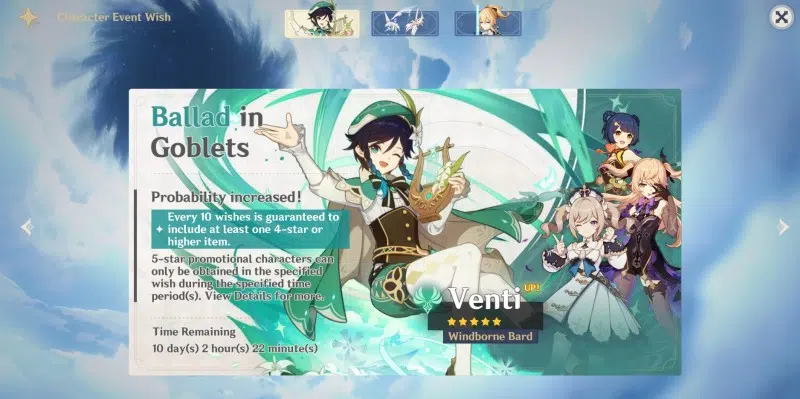 Character Event Wish
Ballad in
Goblets
Probability increased!
Every 10 wishes is guaranteed to
include at least one 4-star or
higher item.
5-star promotional characters can
only be obtained in the specified
wish during the specified time
period(s). View Details for more.
Time Remaining
10 day(s) 2 hour(s) 22 minute(s)
Venti
UP!
Windborne Bard